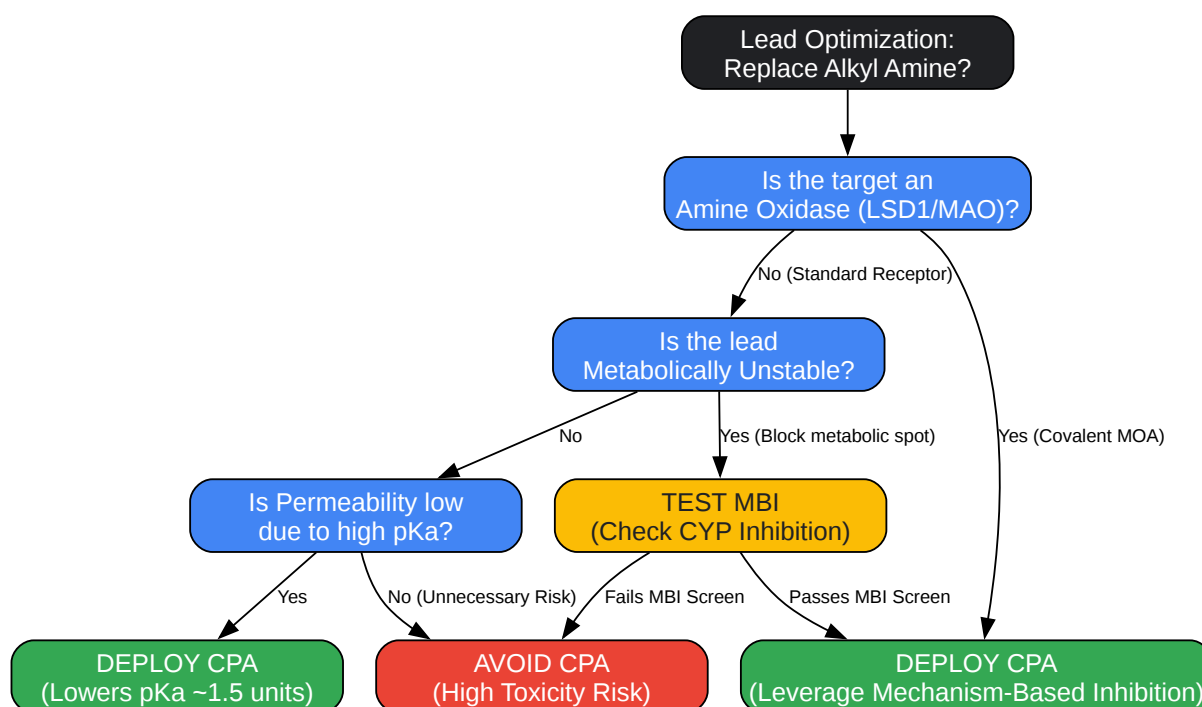 Lead Optimization:
Replace Alkyl Amine?
Is the target an
Amine Oxidase (LSD1/MAO)?
No (Standard Receptor)
Is the lead
Metabolically Unstable?
No
Yes (Block metabolic spot)
Yes (Covalent MOA)
Is Permeability low
due to high pKa?
TEST MBI
(Check CYP Inhibition)
Yes
No (Unnecessary Risk)
Fails MBI Screen
Passes MBI Screen
DEPLOY CPA
(Lowers pKa ~1.5 units)
AVOID CPA
(High Toxicity Risk)
DEPLOY CPA
(Leverage Mechanism-Based Inhibition)